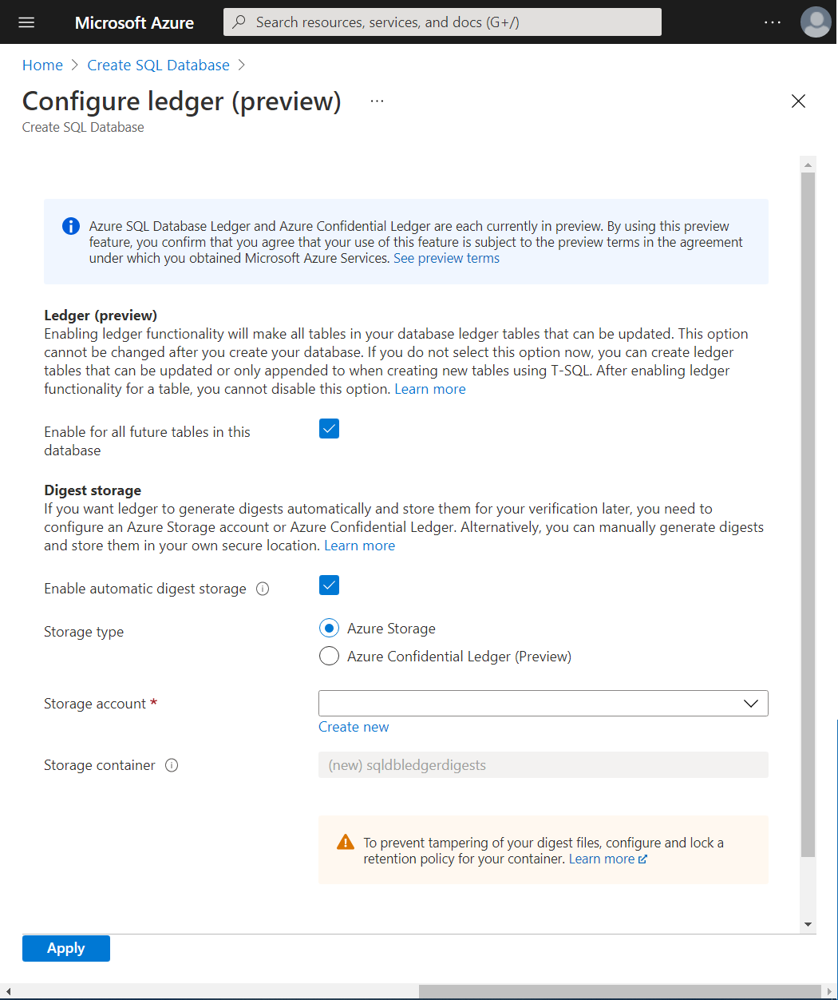 Microsoft Azure
Search resources, services, and docs (G+/)
...
Home > Create SQL Database >
Configure ledger (preview) ...
Create SQL Database
Azure SQL Database Ledger and Azure Confidential Ledger are each currently in preview. By using this preview
feature, you confirm that you agree that your use of this feature is subject to the preview terms in the agreement
under which you obtained Microsoft Azure Services. See preview terms
Ledger (preview)
Enabling ledger functionality will make all tables in your database ledger tables that can be updated. This option
cannot be changed after you create your database. If you do not select this option now, you can create ledger
tables that can be updated or only appended to when creating new tables using T-SQL. After enabling ledger
functionality for a table, you cannot disable this option. Learn more
Enable for all future tables in this
database
Digest storage
If you want ledger to generate digests automatically and store them for your verification later, you need to
configure an Azure Storage account or Azure Confidential Ledger. Alternatively, you can manually generate digests
and store them in your own secure location. Learn more
Enable automatic digest storage
Storage type
Azure Storage
Azure Confidential Ledger (Preview)
Storage account *
Create new
Storage container
(new) sqldbledgerdigests
To prevent tampering of your digest files, configure and lock a
retention policy for your container. Learn more
Apply